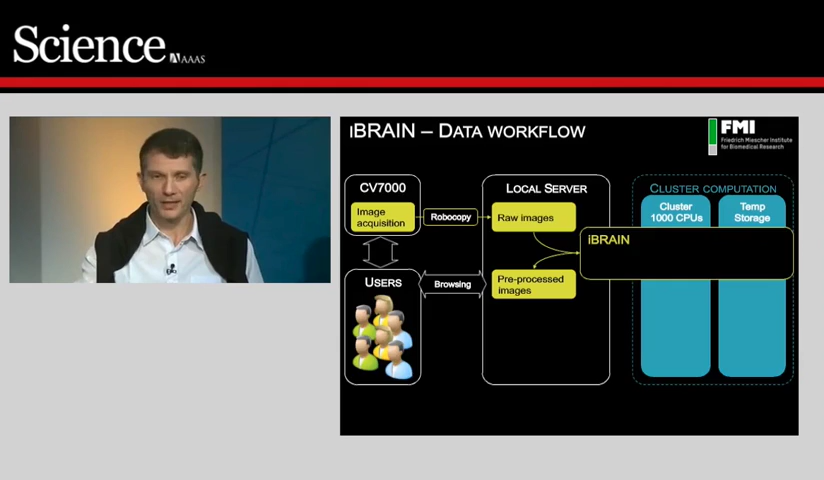 Science
AAAS
iBRAIN – DATA WORKFLOW
FMI
Friedrich Miescher Institute
for Biomedical Research
CV7000
Image
acquisition
Robocopy
LOCAL SERVER
Raw images
CLUSTER COMPUTATION
Cluster
1000 CPUs
Temp
Storage
iBRAIN
USERS
Browsing
Pre-processed
images